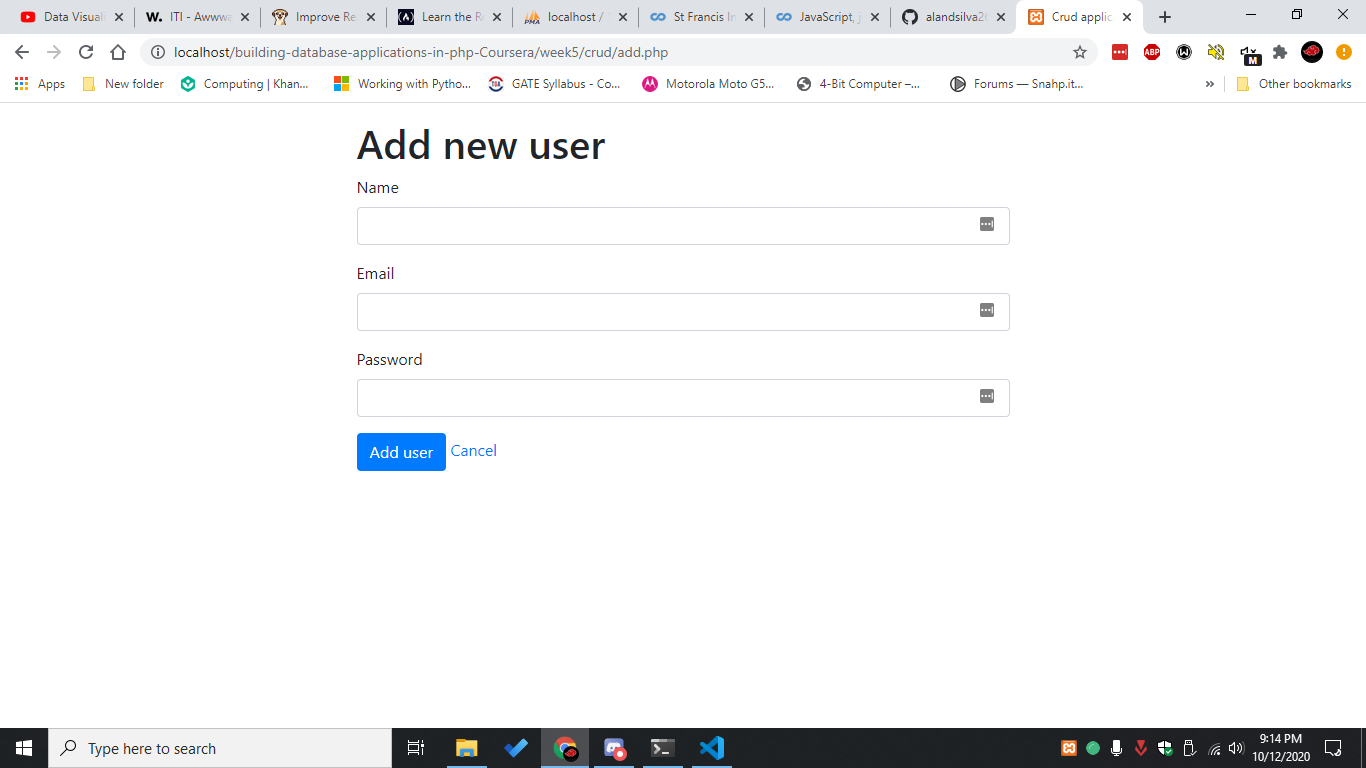 Data Visuali
W. ITI - Awwwa
Improve Re
Learn the R
PMA localhost /
St Francis In
JavaScript, j
alandsilva2
Crud applic
localhost/building-database-applications-in-php-Coursera/week5/crud/add.php
ABP
M
Apps
New folder
Computing | Khan...
Working with Pytho...
GATE Syllabus - Co...
Motorola Moto G5...
4-Bit Computer –...
Forums — Snahp.it...
»
Other bookmarks
Add new user
Name
Email
Password
Add user Cancel
Type here to search
9:14 PM
10/12/2020